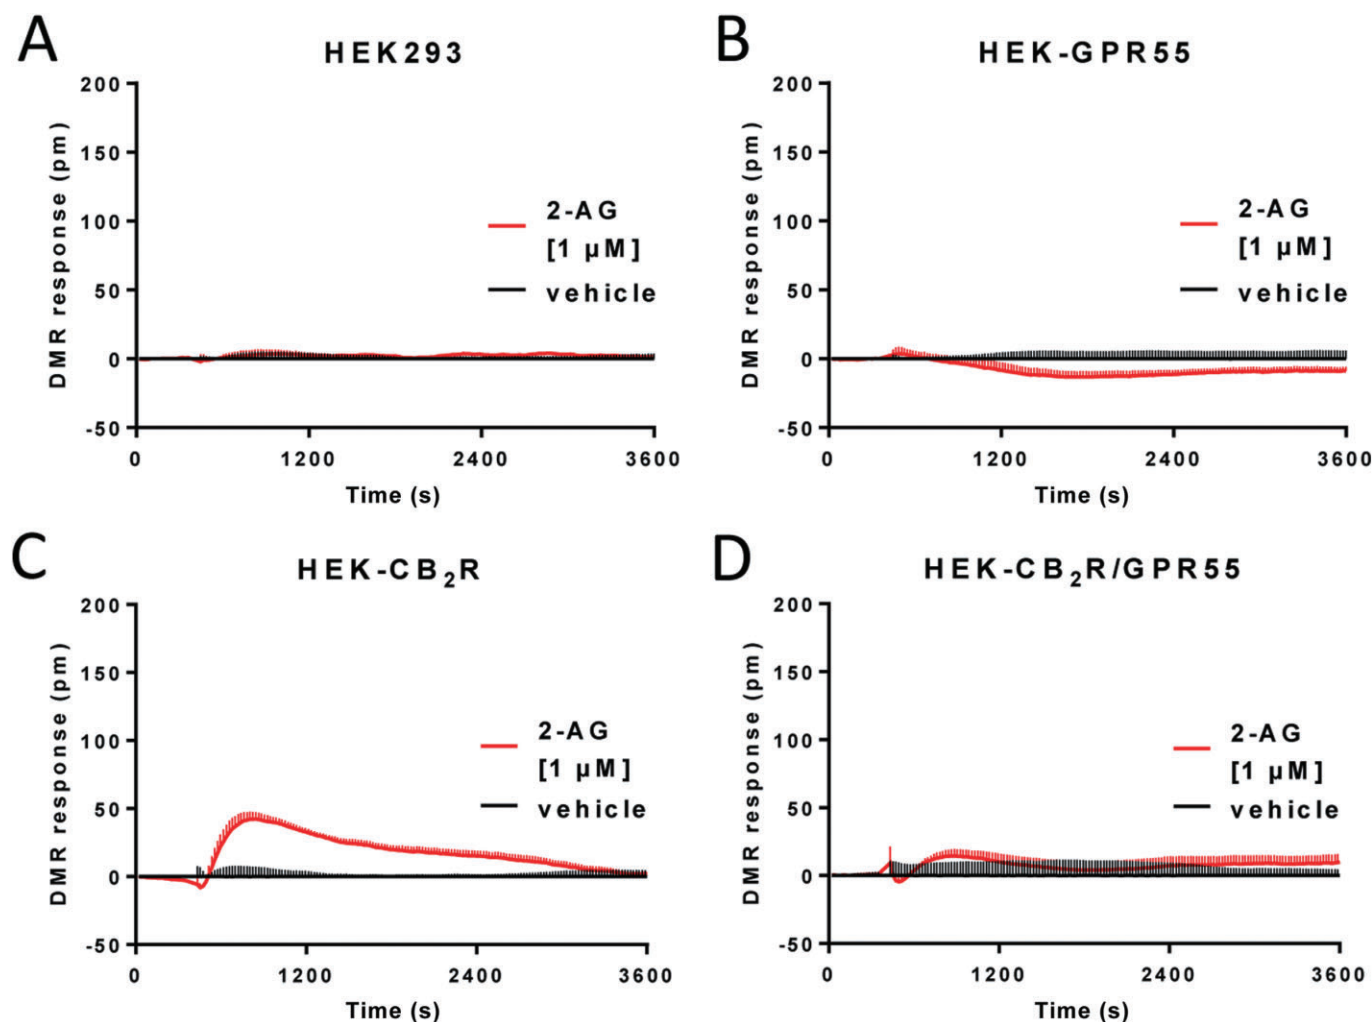 A
HEK293
DMR response (pm)
200
150
100
50
0
-50
0 1200 2400 3600
Time (s)
2-AG
[1 µM]
vehicle
B
HEK-GPR55
DMR response (pm)
200
150
100
50
0
-50
0 1200 2400 3600
Time (s)
2-AG
[1 µM]
vehicle
C
HEK-CB₂R
DMR response (pm)
200
150
100
50
0
-50
0 1200 2400 3600
Time (s)
2-AG
[1 µM]
vehicle
D
HEK-CB₂R/GPR55
DMR response (pm)
200
150
100
50
0
-50
0 1200 2400 3600
Time (s)
2-AG
[1 µM]
vehicle